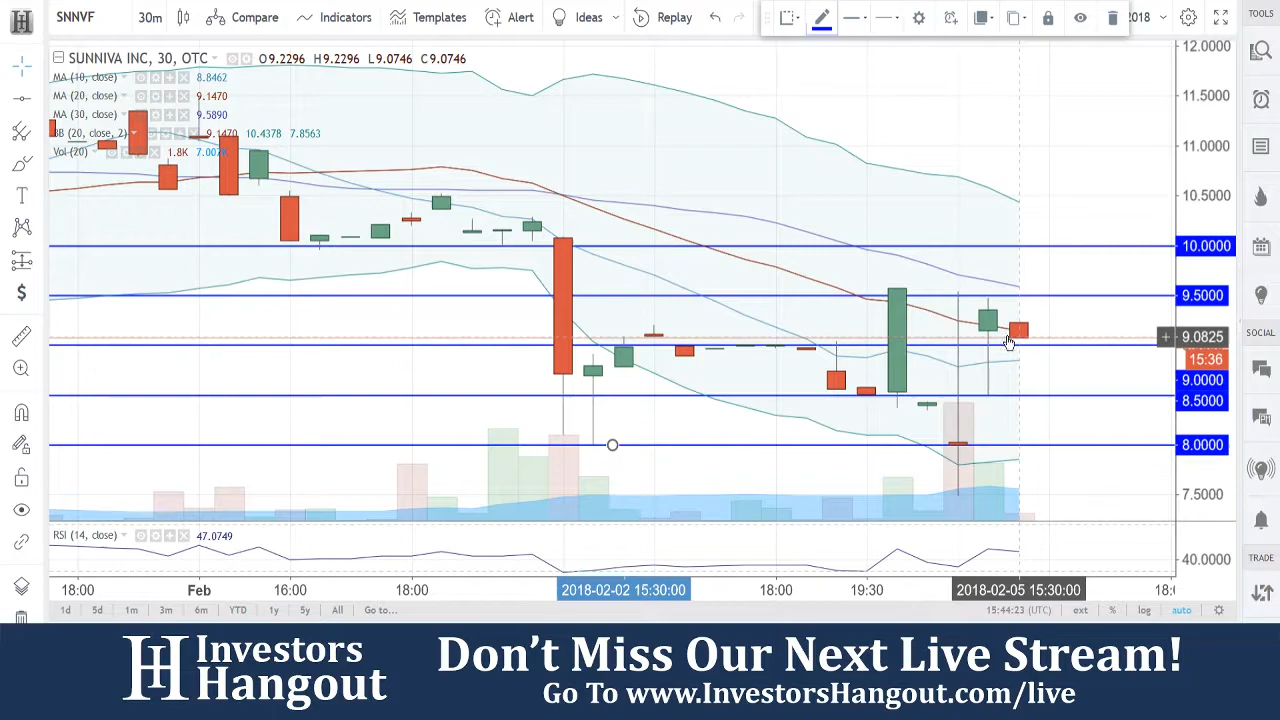 SNNVF 30m Compare Indicators Templates Alert Ideas Replay 2018 TOOLS
SUNNIVA INC, 30, OTC O9.2296 H9.2296 L9.0746 C9.0746
MA (10, close) 8.8462
MA (20, close) 9.1470
MA (30, close) 9.5890
BB (20, close, 2) 9.1470 10.4378 7.8563
Vol (20) 1.8K
12.0000
11.5000
11.0000
10.5000
10.0000
9.5000
9.0825
15:36
9.0000
8.5000
8.0000
7.5000
SOCIAL
TRADE
RSI (14, close) 47.0749
40.0000
18:00 Feb 16:00 18:00 2018-02-02 15:30:00 18:00 19:30 2018-02-05 15:30:00
1d 5d 1m 3m 6m YTD 1y 5y All Go to... 15:44:23 (UTC) ext % log auto
Investors
Hangout
Don't Miss Our Next Live Stream!
Go To www.InvestorsHangout.com/live